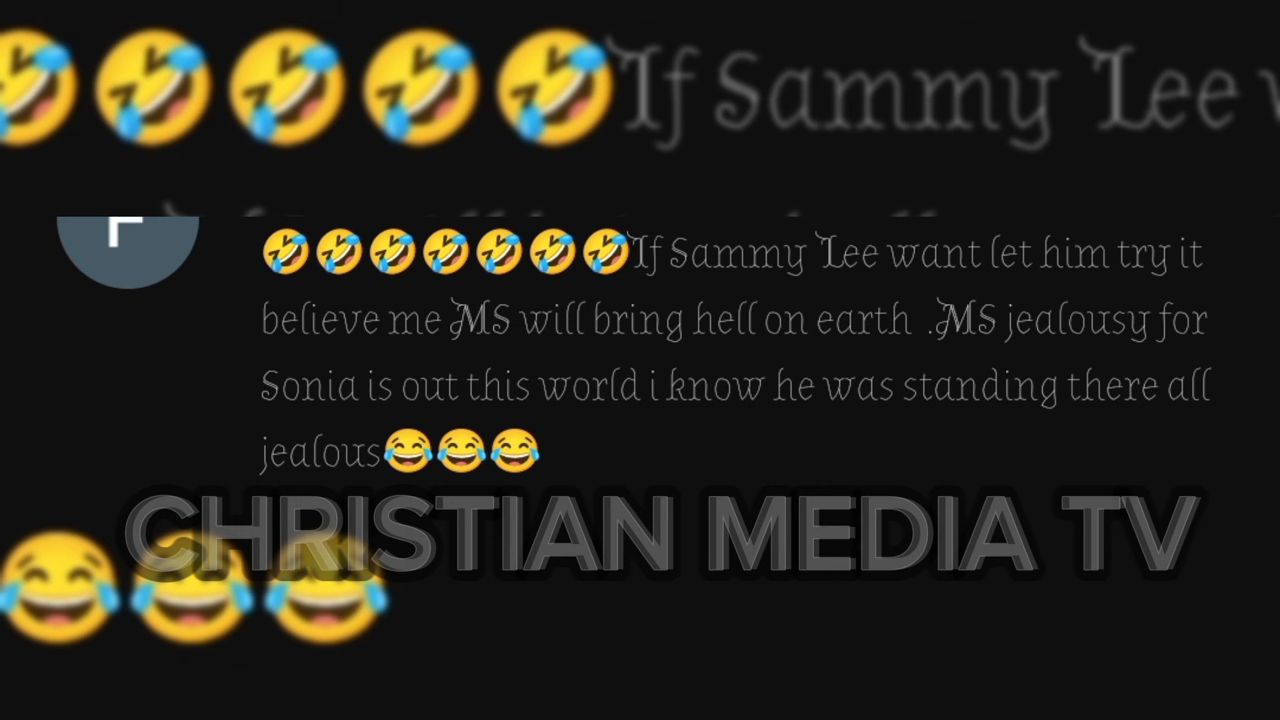 🤣🤣🤣🤣🤣If Sammy Lee
F
🤣🤣🤣🤣🤣🤣🤣If Sammy Lee want let him try it
believe me MS will bring hell on earth .MS jealousy for
Sonia is out this world i know he was standing there all
jealous😂😂😂
CHRISTIAN MEDIA TV
😂😂😂